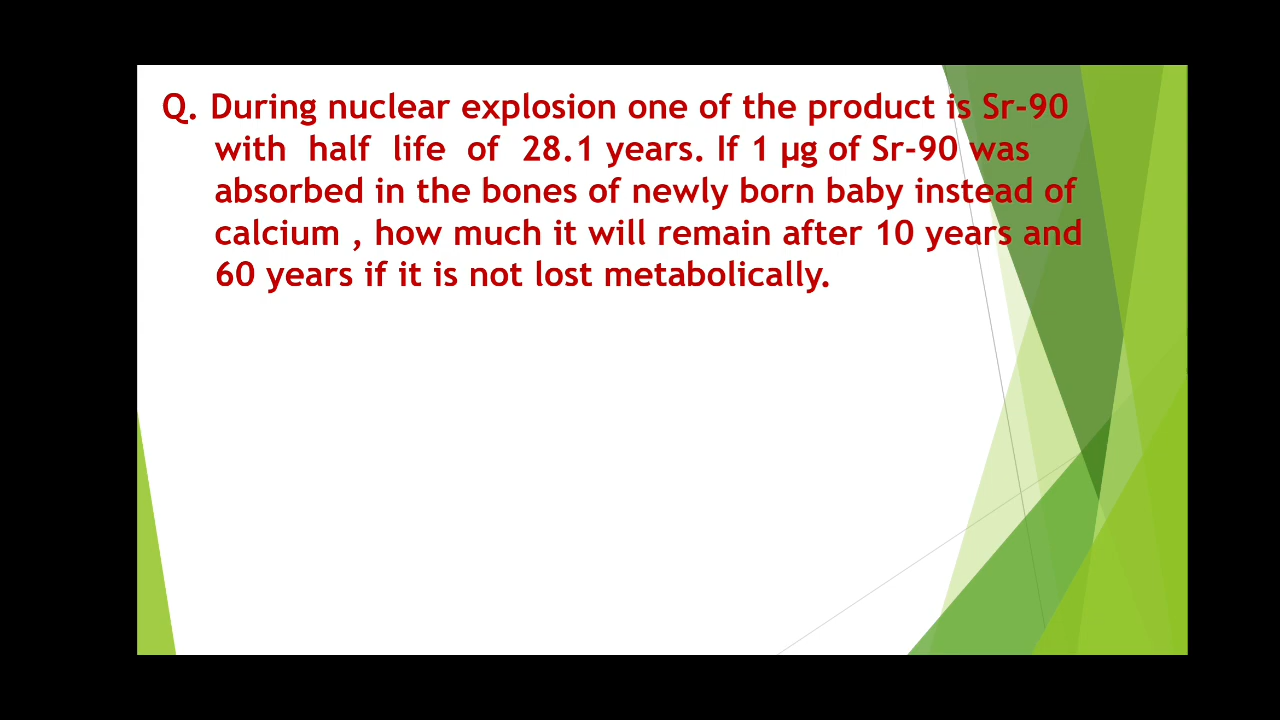 Q. During nuclear explosion one of the product is Sr-90
with half life of 28.1 years. If 1 μg of Sr-90 was
absorbed in the bones of newly born baby instead of
calcium , how much it will remain after 10 years and
60 years if it is not lost metabolically.